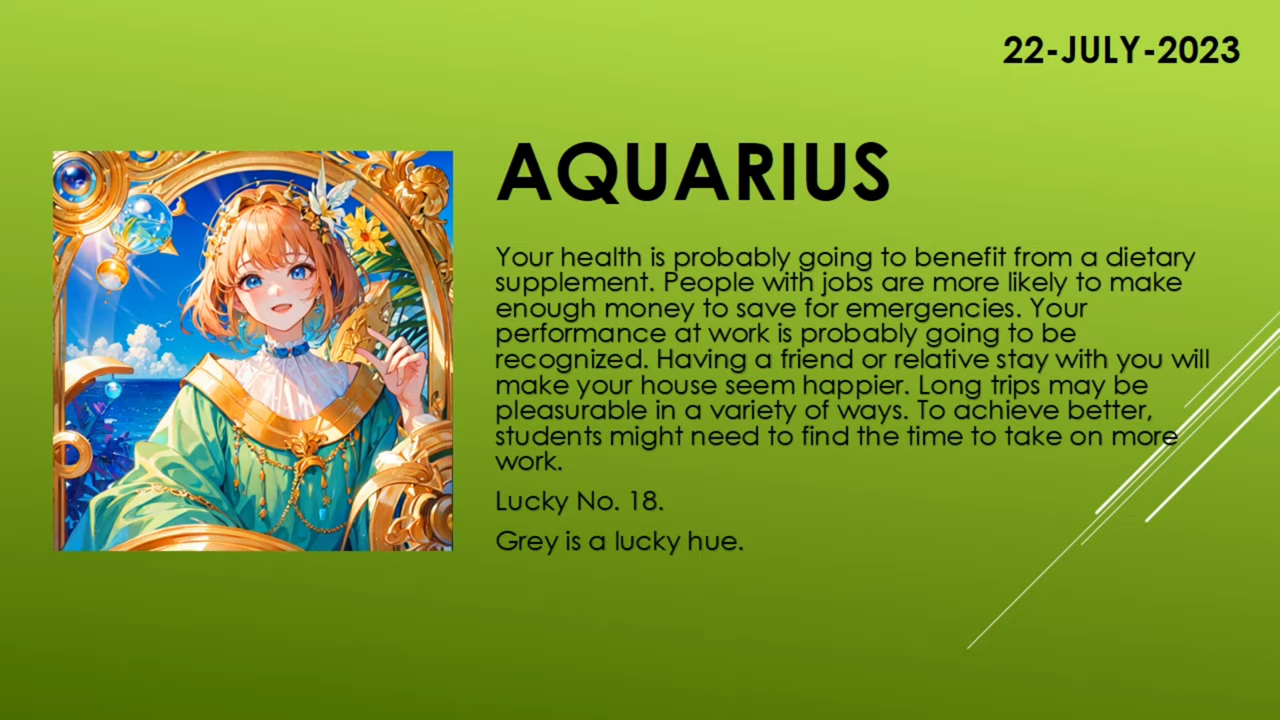 22-JULY-2023
AQUARIUS
Your health is probably going to benefit from a dietary
supplement. People with jobs are more likely to make
enough money to save for emergencies. Your
performance at work is probably going to be
recognized. Having a friend or relative stay with you will
make your house seem happier. Long trips may be
pleasurable in a variety of ways. To achieve better,
students might need to find the time to take on more
work.
Lucky No. 18.
Grey is a lucky hue.